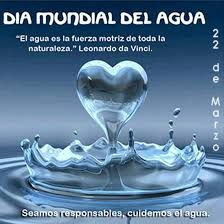 DIA MUNDIAL DEL AGUA
"El agua es la fuerza motriz de toda la
naturaleza." Leonardo da Vinci.
22 de Marzo
Seamos responsables, cuidemos el agua.